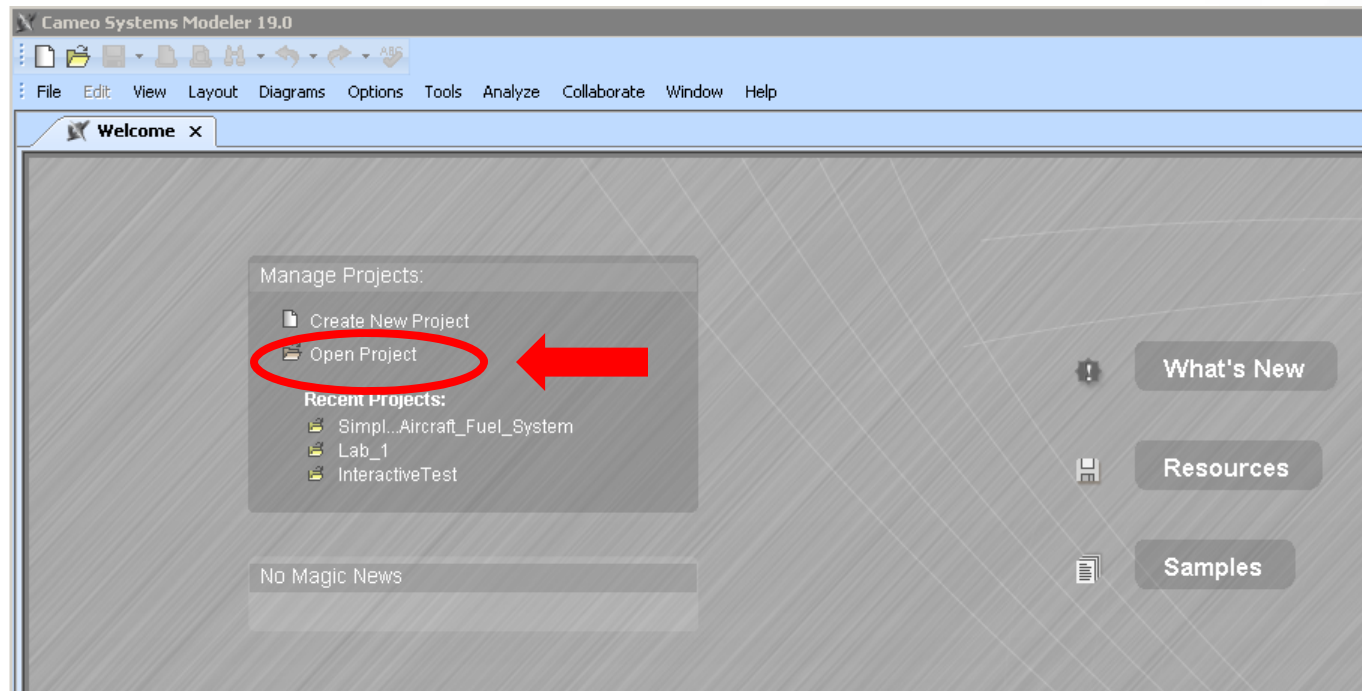 Cameo Systems Modeler 19.0
ABC
File Edit View Layout Diagrams Options Tools Analyze Collaborate Window Help
Welcome X
Manage Projects:
Create New Project
Open Project
Recent Projects:
Simpl...Aircraft_Fuel_System
Lab_1
InteractiveTest
No Magic News
What's New
Resources
Samples